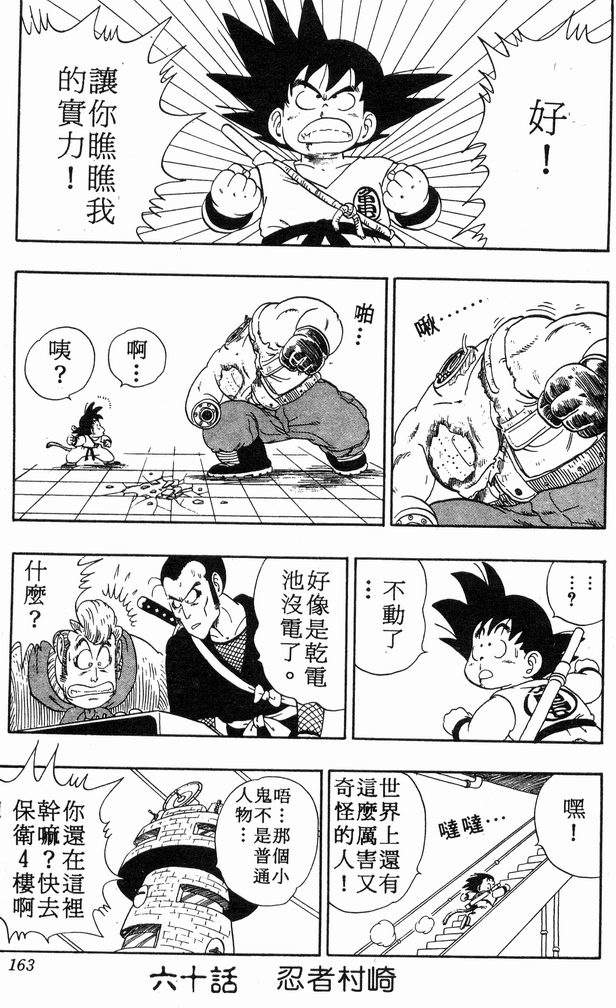 好！
讓你瞧瞧我
的實力！
龜
啾………
啪…
啊…
咦？
…
…？
不動了
…
好像是乾電
池沒電了。
什麼？
嘿！
噠噠…
世界上還有
這麼厲害又
奇怪的人！
唔…那個小
鬼不是普通
人物…
你還在這裡
幹嘛？快去
保衛4樓啊
163
六十話 忍者村崎